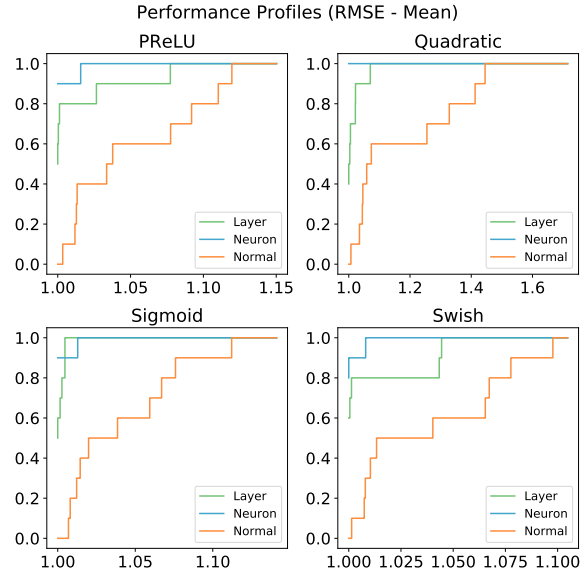 Performance Profiles (RMSE - Mean)
PReLU
1.0
0.8
0.6
0.4
0.2
0.0
1.00 1.05 1.10 1.15
Layer
Neuron
Normal
Quadratic
1.0
0.8
0.6
0.4
0.2
0.0
1.0 1.2 1.4 1.6
Layer
Neuron
Normal
Sigmoid
1.0
0.8
0.6
0.4
0.2
0.0
1.00 1.05 1.10
Layer
Neuron
Normal
Swish
1.0
0.8
0.6
0.4
0.2
0.0
1.000 1.025 1.050 1.075 1.100
Layer
Neuron
Normal